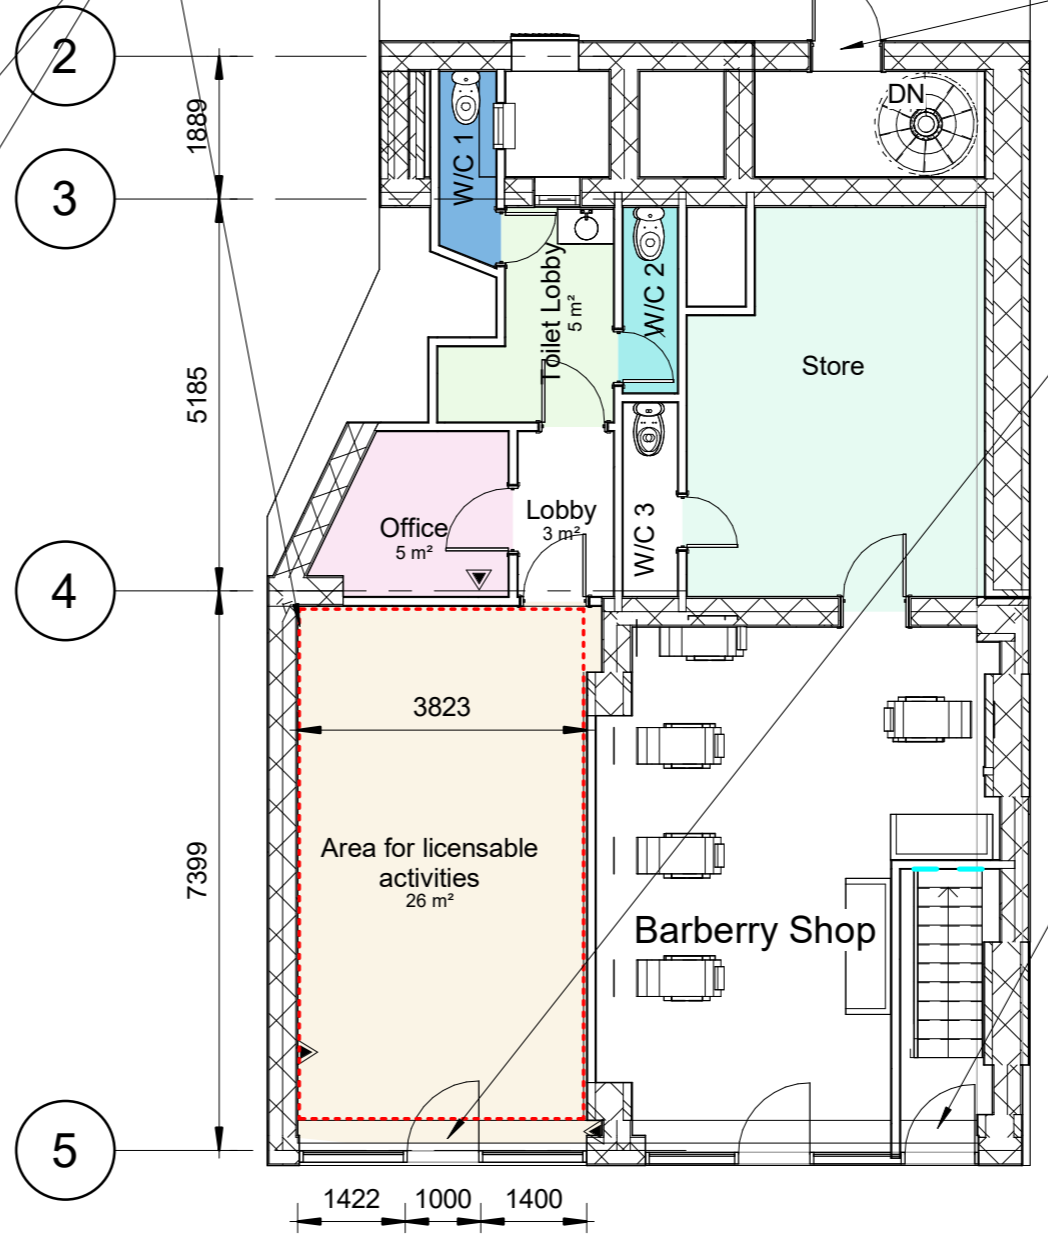 2
1889
DN
W/C 1
3
Toilet Lobby
5 m²
W/C 2
5185
Store
Office
5 m²
Lobby
3 m²
W/C 3
4
3823
7399
Area for licensable
activities
26 m²
Barberry Shop
5
1422
1000
1400